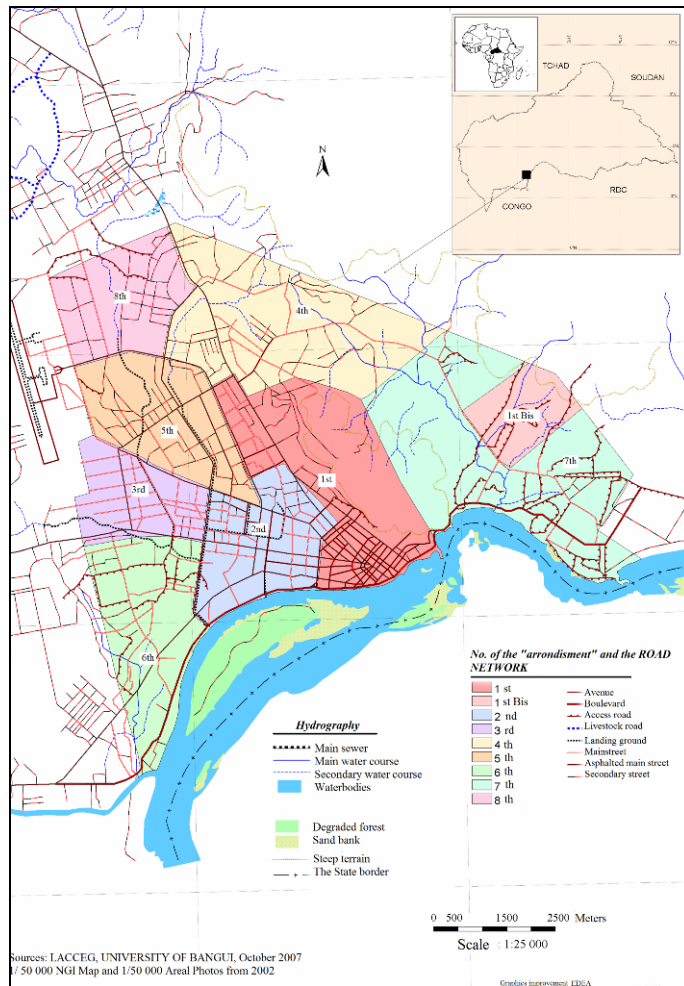 TCHAD
SOUDAN
RDC
CONGO
N
8th
4th
1st Bis
5th
7th
1st
3rd
2nd
6th
No. of the "arrondisment" and the ROAD
NETWORK
1 st
1 st Bis
2 nd
3 rd
4 th
5 th
6 th
7 th
8 th
Avenue
Boulevard
Access road
Livestock road
Landing ground
Mainstreet
Asphalted main street
Secondary street
Hydrography
Main sewer
Main water course
Secondary water course
Waterbodies
Degraded forest
Sand bank
Steep terrain
The State border
0 500 1500 2500 Meters
Scale : 1:25 000
Sources: LACCEG, UNIVERSITY OF BANGUI, October 2007
1/ 50 000 NGI Map and 1/50 000 Areal Photos from 2002
Graphics improvement EDEA